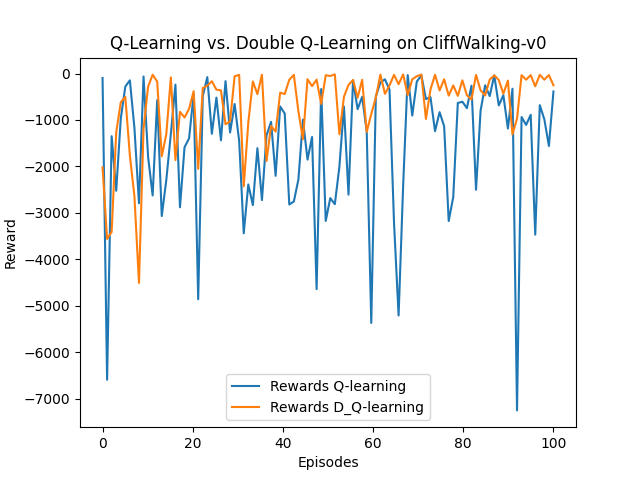 Q-Learning vs. Double Q-Learning on CliffWalking-v0
0
−1000
−2000
−3000
−4000
−5000
−6000
−7000
Reward
Rewards Q-learning
Rewards D_Q-learning
0 20 40 60 80 100
Episodes